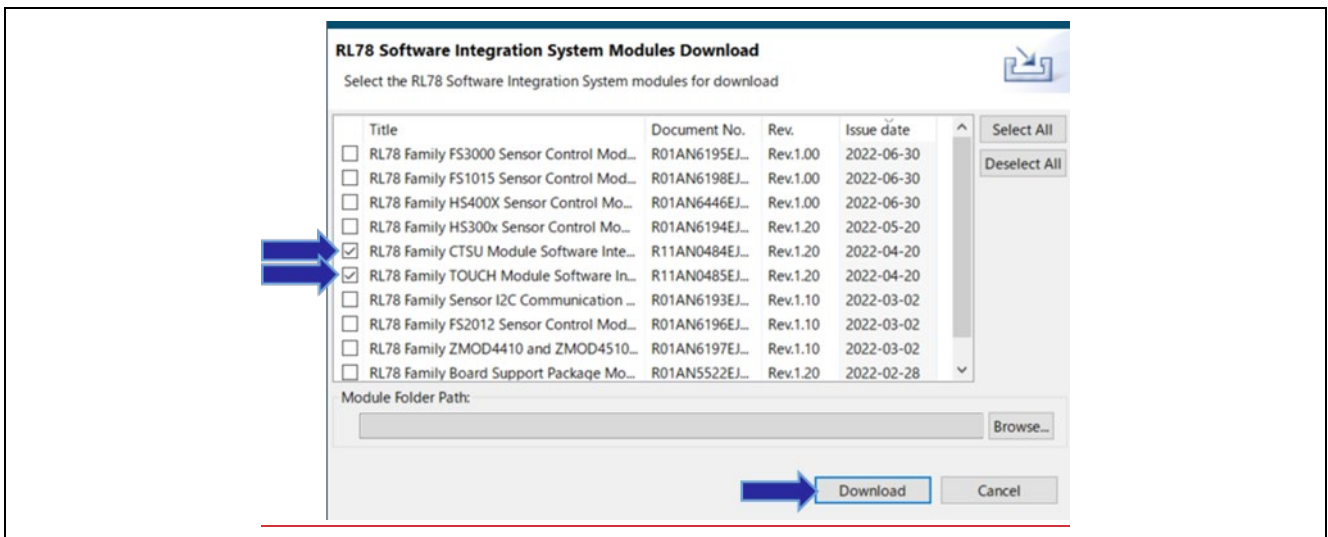 RL78 Software Integration System Modules Download
Select the RL78 Software Integration System modules for download
Title Document No. Rev. Issue date Select All
RL78 Family FS3000 Sensor Control Mod... R01AN6195EJ... Rev.1.00 2022-06-30 Deselect All
RL78 Family FS1015 Sensor Control Mod... R01AN6198EJ... Rev.1.00 2022-06-30
RL78 Family HS400X Sensor Control Mo... R01AN6446EJ... Rev.1.00 2022-06-30
RL78 Family HS300x Sensor Control Mo... R01AN6194EJ... Rev.1.20 2022-05-20
RL78 Family CTSU Module Software Inte... R11AN0484EJ... Rev.1.20 2022-04-20
RL78 Family TOUCH Module Software In... R11AN0485EJ... Rev.1.20 2022-04-20
RL78 Family Sensor I2C Communication ... R01AN6193EJ... Rev.1.10 2022-03-02
RL78 Family FS2012 Sensor Control Mod... R01AN6196EJ... Rev.1.10 2022-03-02
RL78 Family ZMOD4410 and ZMOD4510... R01AN6197EJ... Rev.1.10 2022-03-02
RL78 Family Board Support Package Mo... R01AN5522EJ... Rev.1.20 2022-02-28
Module Folder Path:
Browse...
Download Cancel